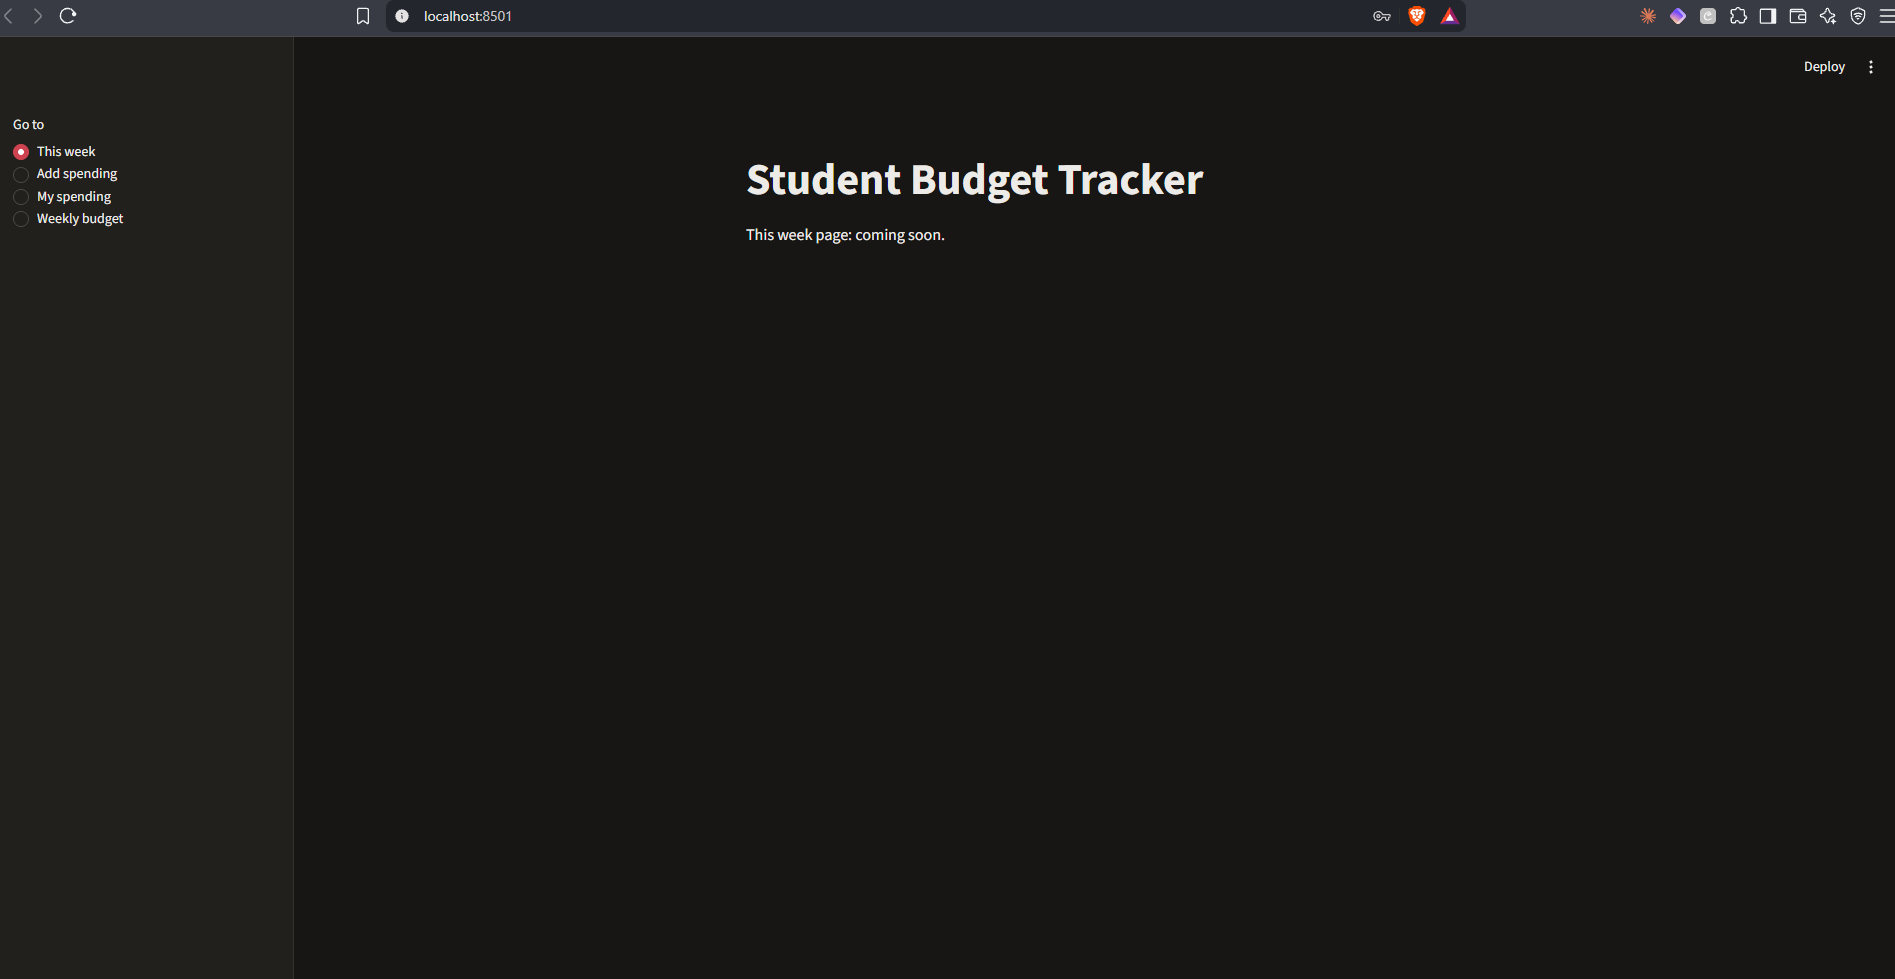 localhost:8501
Deploy
Go to
This week
Add spending
My spending
Weekly budget
Student Budget Tracker
This week page: coming soon.